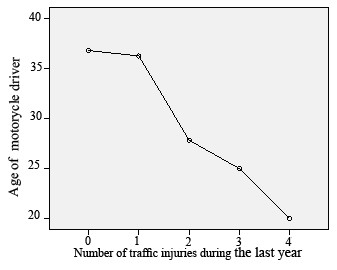 40
35
30
25
20
Age of motorycle driver
0 1 2 3 4
Number of traffic injuries during the last year